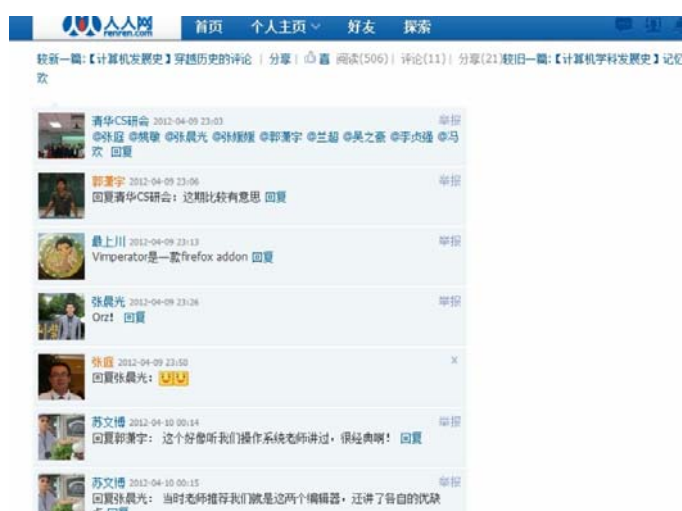 人人网 首页 个人主页 好友 探索
renren.com
较新一篇:【计算机发展史】穿越历史的评论 | 分享 | 喜 阅读(506) | 评论(11) | 分享(21)较旧一篇:【计算机学科发展史】记忆
欢
清华CS研会 2012-04-09 23:03 举报
@张庭 @姚敏 @张晨光 @张媛媛 @郭潇宇 @兰超 @吴之豪 @李贞强 @马
欢 回复
郭潇宇 2012-04-09 23:06 举报
回复清华CS研会: 这期比较有意思 回复
最上川 2012-04-09 23:13 举报
Vimperator是一款firefox addon 回复
张晨光 2012-04-09 23:26 举报
Orz! 回复
张庭 2012-04-09 23:50 x
回复张晨光:
苏文博 2012-04-10 00:14 举报
回复郭潇宇: 这个好像听我们操作系统老师讲过,很经典啊! 回复
苏文博 2012-04-10 00:15 举报
回复张晨光: 当时老师推荐我们就是这两个编辑器,还讲了各自的优缺
点 回复